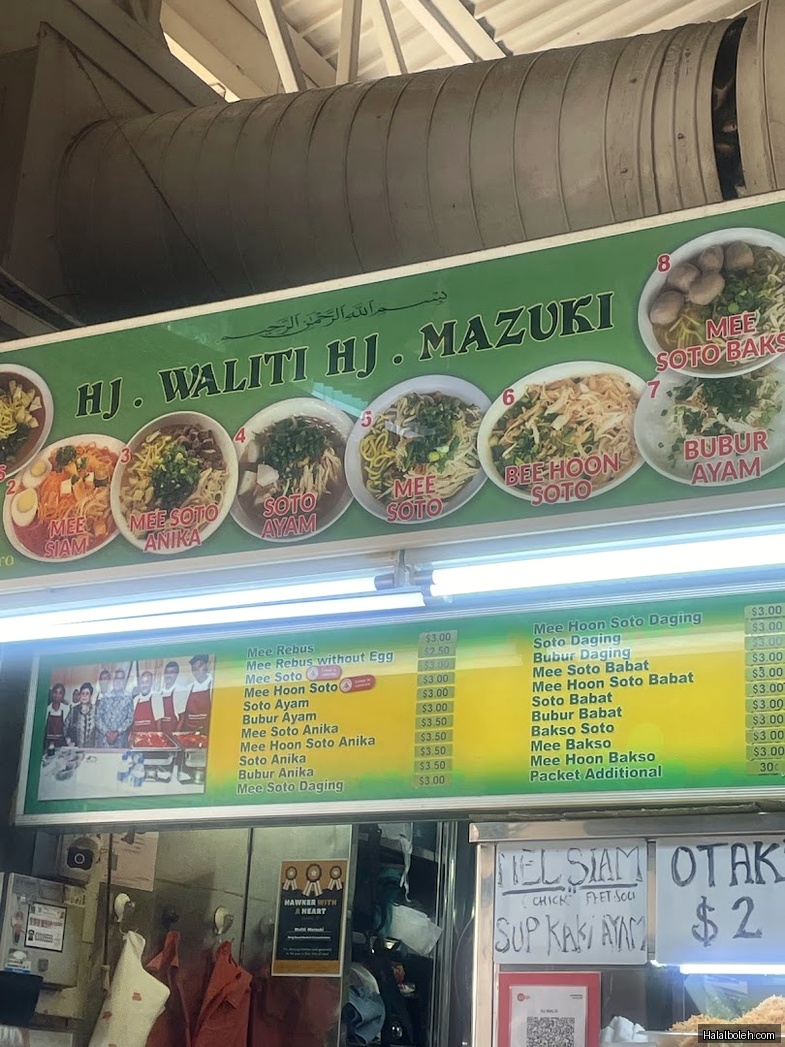 بسم الله الرحمن الرحيم
HJ . WALITI HJ . MAZUKI
8
MEE
SOTO BAKS
7
BUBUR
AYAM
6
BEE HOON
SOTO
5
MEE
SOTO
4
SOTO
AYAM
3
MEE SOTO
ANIKA
2
MEE
SIAM
Mee Rebus $3.00
Mee Rebus without Egg $2.50
Mee Soto $3.00
Mee Hoon Soto $3.00
Soto Ayam $3.00
Bubur Ayam $3.00
Mee Soto Anika $3.50
Mee Hoon Soto Anika $3.50
Soto Anika $3.50
Bubur Anika $3.50
Mee Soto Daging $3.00
Mee Hoon Soto Daging $3.00
Soto Daging $3.00
Bubur Daging $3.00
Mee Soto Babat $3.00
Mee Hoon Soto Babat $3.00
Soto Babat $3.00
Bubur Babat $3.00
Bakso Soto $3.00
Mee Bakso $3.00
Mee Hoon Bakso $3.00
Packet Additional 30¢
HAWKER WITH
A HEART
SIAM
SUP KAKI AYAM
OTAK
$2
Halalboleh.com